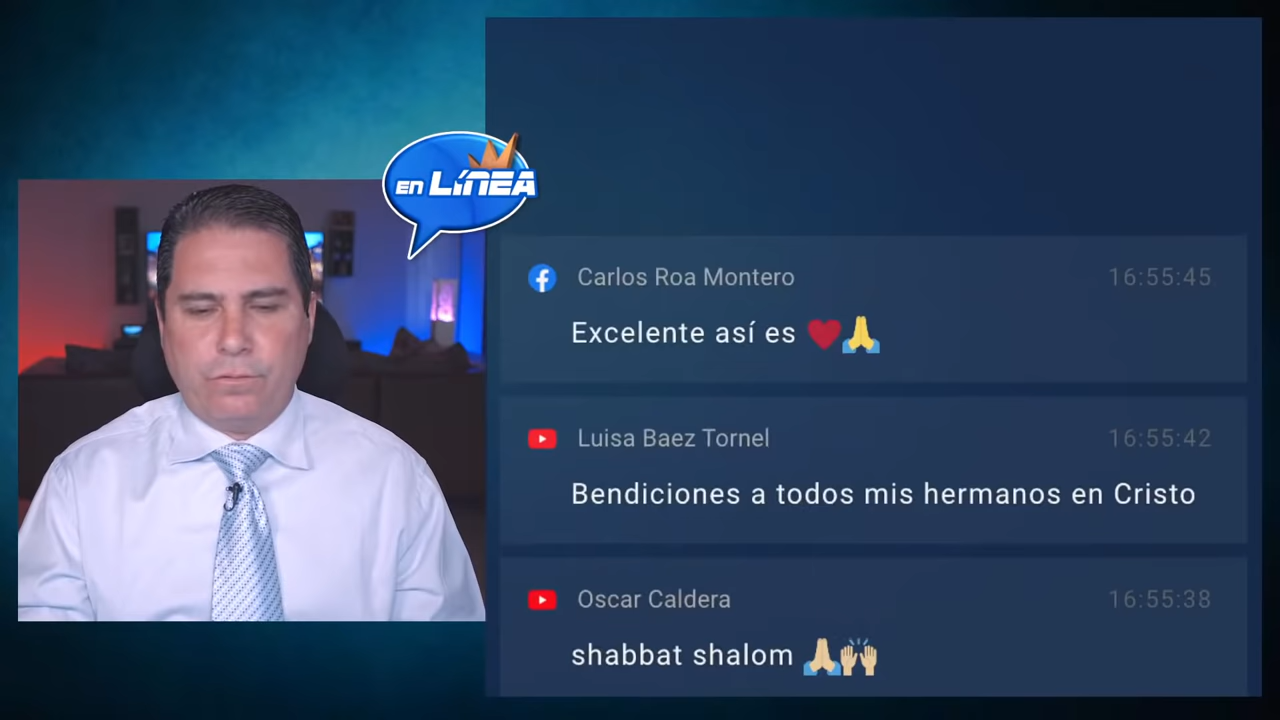 en LíNEA
Carlos Roa Montero 16:55:45
Excelente así es ❤️🙏
Luisa Baez Tornel 16:55:42
Bendiciones a todos mis hermanos en Cristo
Oscar Caldera 16:55:38
shabbat shalom 🙏🏼🙌🏼